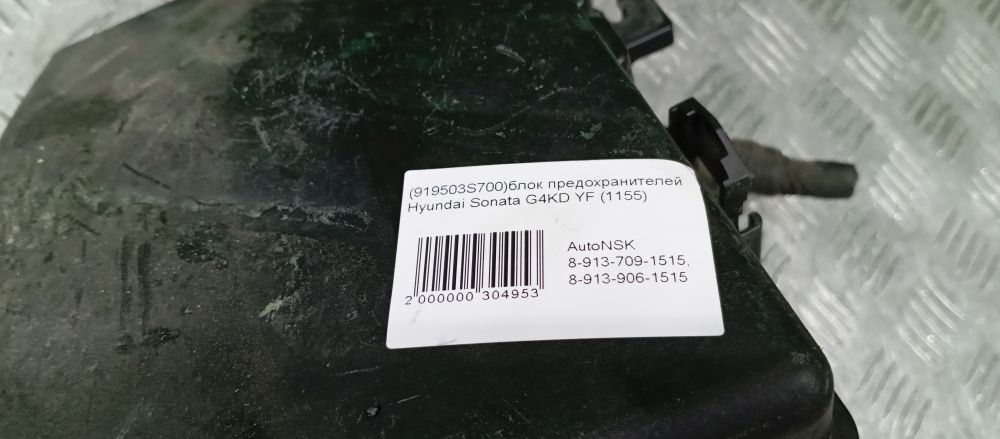 (919503S700)блок предохранителей
Hyundai Sonata G4KD YF (1155)
AutoNSK
8-913-709-1515,
8-913-906-1515
2 000000 304953